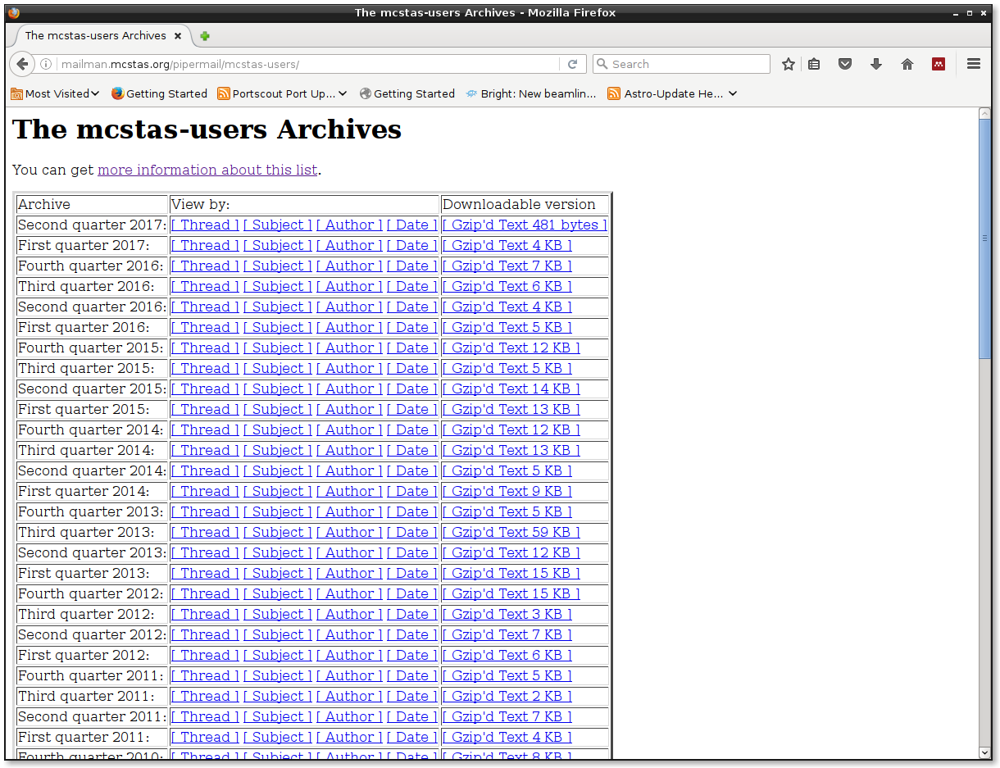 The mcstas-users Archives - Mozilla Firefox
The mcstas-users Archives
mailman.mcstas.org/pipermail/mcstas-users/ Search
Most Visited Getting Started Portscout Port Up... Getting Started Bright: New beamlin... Astro-Update He...
The mcstas-users Archives
You can get more information about this list.
Archive View by: Downloadable version
Second quarter 2017: [ Thread ] [ Subject ] [ Author ] [ Date ] [ Gzip'd Text 481 bytes ]
First quarter 2017: [ Thread ] [ Subject ] [ Author ] [ Date ] [ Gzip'd Text 4 KB ]
Fourth quarter 2016: [ Thread ] [ Subject ] [ Author ] [ Date ] [ Gzip'd Text 7 KB ]
Third quarter 2016: [ Thread ] [ Subject ] [ Author ] [ Date ] [ Gzip'd Text 6 KB ]
Second quarter 2016: [ Thread ] [ Subject ] [ Author ] [ Date ] [ Gzip'd Text 4 KB ]
First quarter 2016: [ Thread ] [ Subject ] [ Author ] [ Date ] [ Gzip'd Text 5 KB ]
Fourth quarter 2015: [ Thread ] [ Subject ] [ Author ] [ Date ] [ Gzip'd Text 12 KB ]
Third quarter 2015: [ Thread ] [ Subject ] [ Author ] [ Date ] [ Gzip'd Text 5 KB ]
Second quarter 2015: [ Thread ] [ Subject ] [ Author ] [ Date ] [ Gzip'd Text 14 KB ]
First quarter 2015: [ Thread ] [ Subject ] [ Author ] [ Date ] [ Gzip'd Text 13 KB ]
Fourth quarter 2014: [ Thread ] [ Subject ] [ Author ] [ Date ] [ Gzip'd Text 12 KB ]
Third quarter 2014: [ Thread ] [ Subject ] [ Author ] [ Date ] [ Gzip'd Text 13 KB ]
Second quarter 2014: [ Thread ] [ Subject ] [ Author ] [ Date ] [ Gzip'd Text 5 KB ]
First quarter 2014: [ Thread ] [ Subject ] [ Author ] [ Date ] [ Gzip'd Text 9 KB ]
Fourth quarter 2013: [ Thread ] [ Subject ] [ Author ] [ Date ] [ Gzip'd Text 5 KB ]
Third quarter 2013: [ Thread ] [ Subject ] [ Author ] [ Date ] [ Gzip'd Text 59 KB ]
Second quarter 2013: [ Thread ] [ Subject ] [ Author ] [ Date ] [ Gzip'd Text 12 KB ]
First quarter 2013: [ Thread ] [ Subject ] [ Author ] [ Date ] [ Gzip'd Text 15 KB ]
Fourth quarter 2012: [ Thread ] [ Subject ] [ Author ] [ Date ] [ Gzip'd Text 15 KB ]
Third quarter 2012: [ Thread ] [ Subject ] [ Author ] [ Date ] [ Gzip'd Text 3 KB ]
Second quarter 2012: [ Thread ] [ Subject ] [ Author ] [ Date ] [ Gzip'd Text 7 KB ]
First quarter 2012: [ Thread ] [ Subject ] [ Author ] [ Date ] [ Gzip'd Text 6 KB ]
Fourth quarter 2011: [ Thread ] [ Subject ] [ Author ] [ Date ] [ Gzip'd Text 5 KB ]
Third quarter 2011: [ Thread ] [ Subject ] [ Author ] [ Date ] [ Gzip'd Text 2 KB ]
Second quarter 2011: [ Thread ] [ Subject ] [ Author ] [ Date ] [ Gzip'd Text 7 KB ]
First quarter 2011: [ Thread ] [ Subject ] [ Author ] [ Date ] [ Gzip'd Text 4 KB ]
Fourth quarter 2010: [ Thread ] [ Subject ] [ Author ] [ Date ] [ Gzip'd Text 8 KB ]